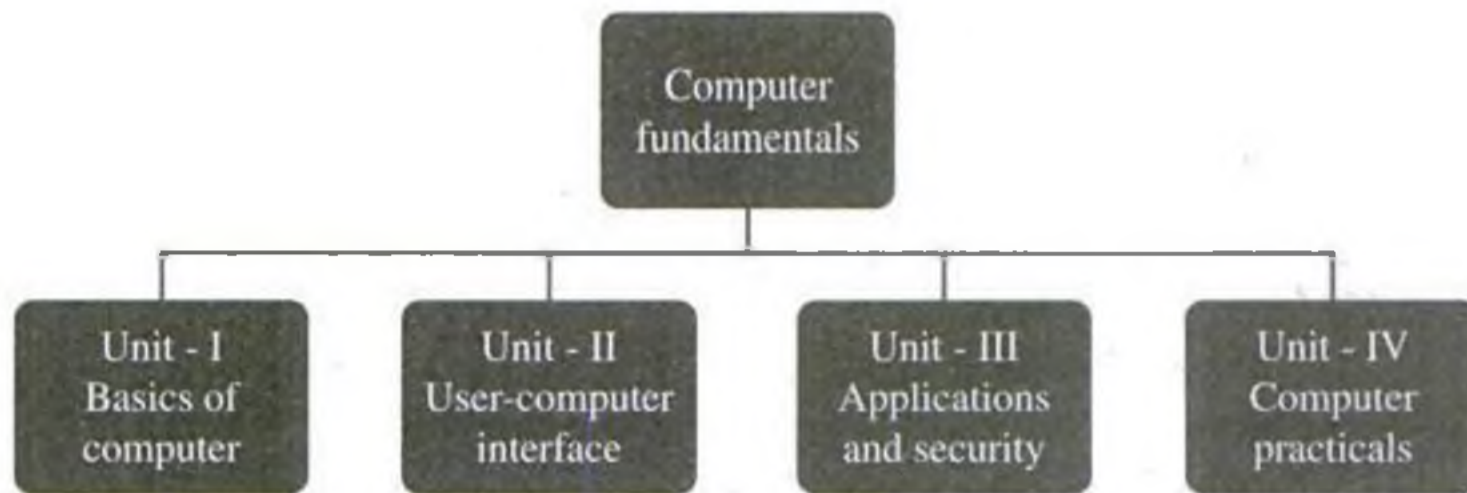 Computer
fundamentals
Unit - I
Basics of
computer
Unit - II
User-computer
interface
Unit - III
Applications
and security
Unit - IV
Computer
practicals